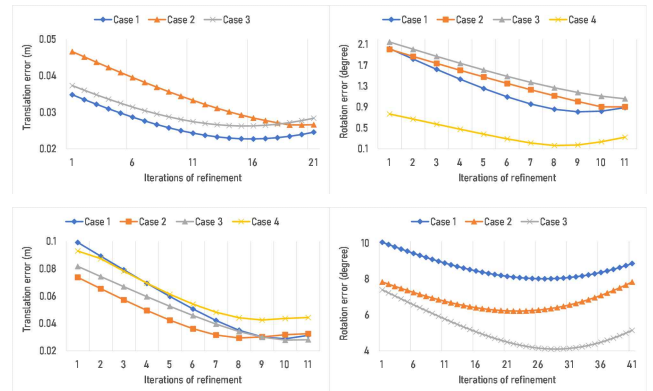 Case 1 Case 2 Case 3
Translation error (m)
0.05
0.04
0.03
0.02
1 6 11 16 21
Iterations of refinement
Case 1 Case 2 Case 3 Case 4
Rotation error (degree)
2.1
1.7
1.3
0.9
0.5
0.1
1 2 3 4 5 6 7 8 9 10 11
Iterations of refinement
Case 1 Case 2 Case 3 Case 4
Translation error (m)
0.1
0.08
0.06
0.04
0.02
1 2 3 4 5 6 7 8 9 10 11
Iterations of refinement
Case 1 Case 2 Case 3
Rotation error (degree)
10
8
6
4
1 6 11 16 21 26 31 36 41
Iterations of refinement